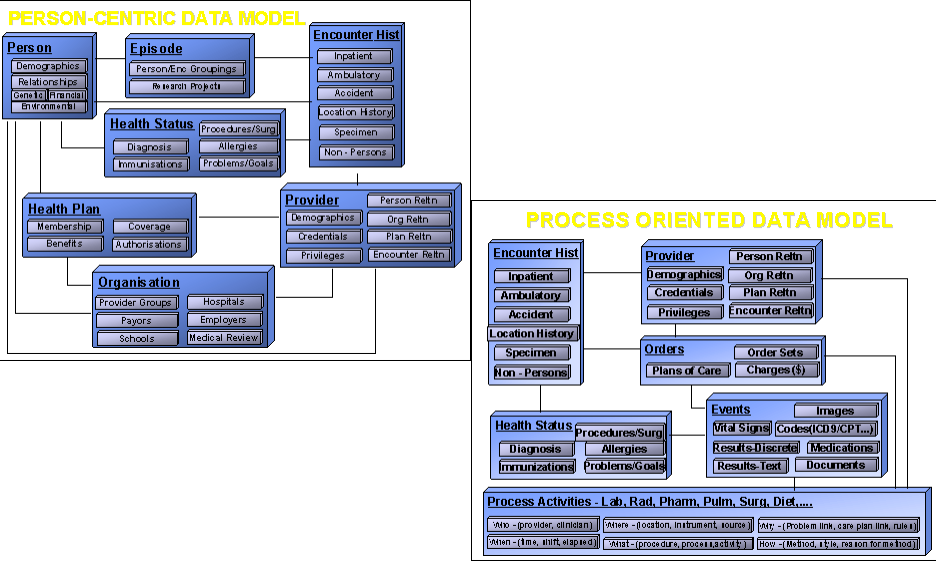 PERSON-CENTRIC DATA MODEL
Person
Demographics
Relationships
Genetic
Financial
Environmental
Episode
Person/Enc Groupings
Research Projects
Encounter Hist
Inpatient
Ambulatory
Accident
Location History
Specimen
Non - Persons
Health Status
Procedures/Surg
Diagnosis
Allergies
Immunisations
Problems/Goals
Health Plan
Membership
Coverage
Benefits
Authorisations
Provider
Person Reltn
Demographics
Org Reltn
Credentials
Plan Reltn
Privileges
Encounter Reltn
Organisation
Provider Groups
Hospitals
Payors
Employers
Schools
Medical Review
PROCESS ORIENTED DATA MODEL
Encounter Hist
Inpatient
Ambulatory
Accident
Location History
Specimen
Non - Persons
Provider
Person Reltn
Demographics
Org Reltn
Credentials
Plan Reltn
Privileges
Encounter Reltn
Orders
Order Sets
Plans of Care
Charges ($)
Events
Images
Vital Signs
Codes(ICD9/CPT...)
Results-Discrete
Medications
Results-Text
Documents
Health Status
Procedures/Surg
Diagnosis
Allergies
Immunizations
Problems/Goals
Process Activities - Lab, Rad, Pharm, Pulm, Surg, Diet,....
Who - (provider, clinician)
Where - (location, instrument, source)
Why - (Problem link, care plan link, rules)
When - (time, shift, elapsed)
What - (procedure, process,activity)
How - (Method, style, reason for method)